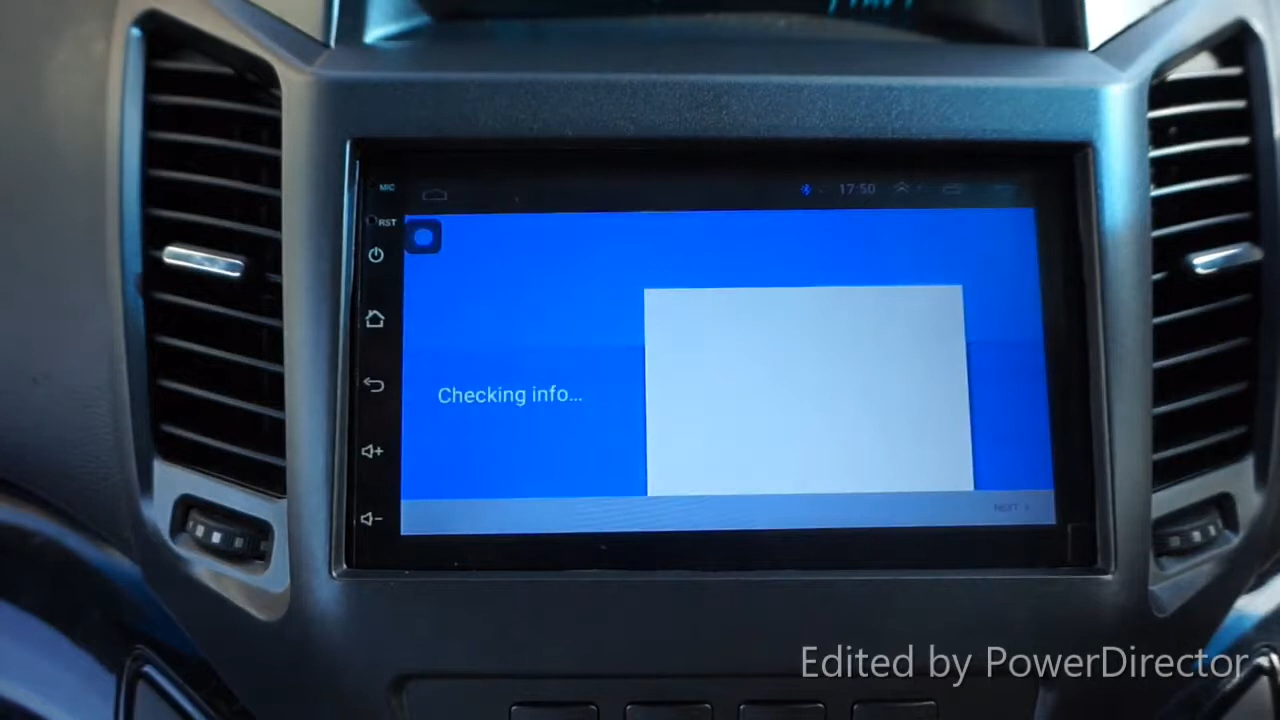 MIC
17:50
RST
Checking info...
NEXT >
Edited by PowerDirector